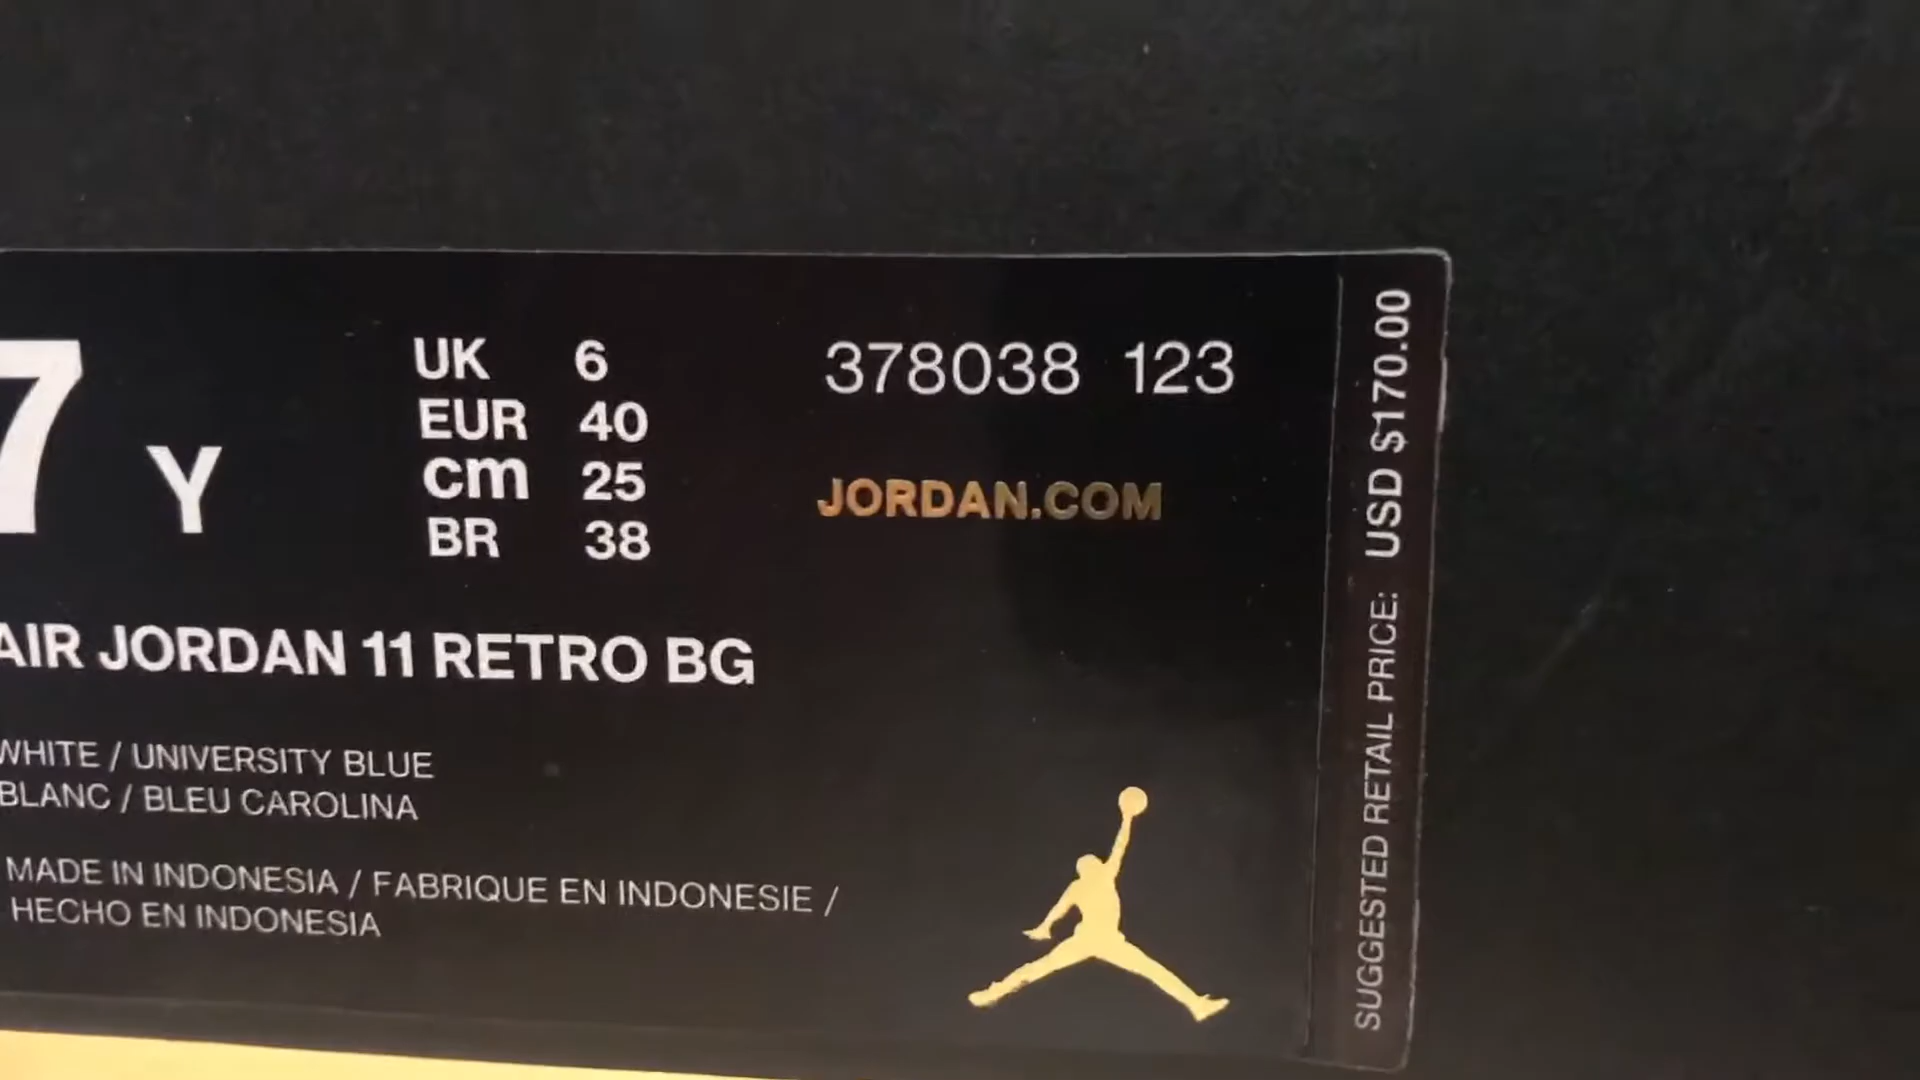 7 Y
UK 6
EUR 40
cm 25
BR 38
378038 123
JORDAN.COM
AIR JORDAN 11 RETRO BG
WHITE / UNIVERSITY BLUE
BLANC / BLEU CAROLINA
MADE IN INDONESIA / FABRIQUE EN INDONESIE /
HECHO EN INDONESIA
SUGGESTED RETAIL PRICE: USD $170.00